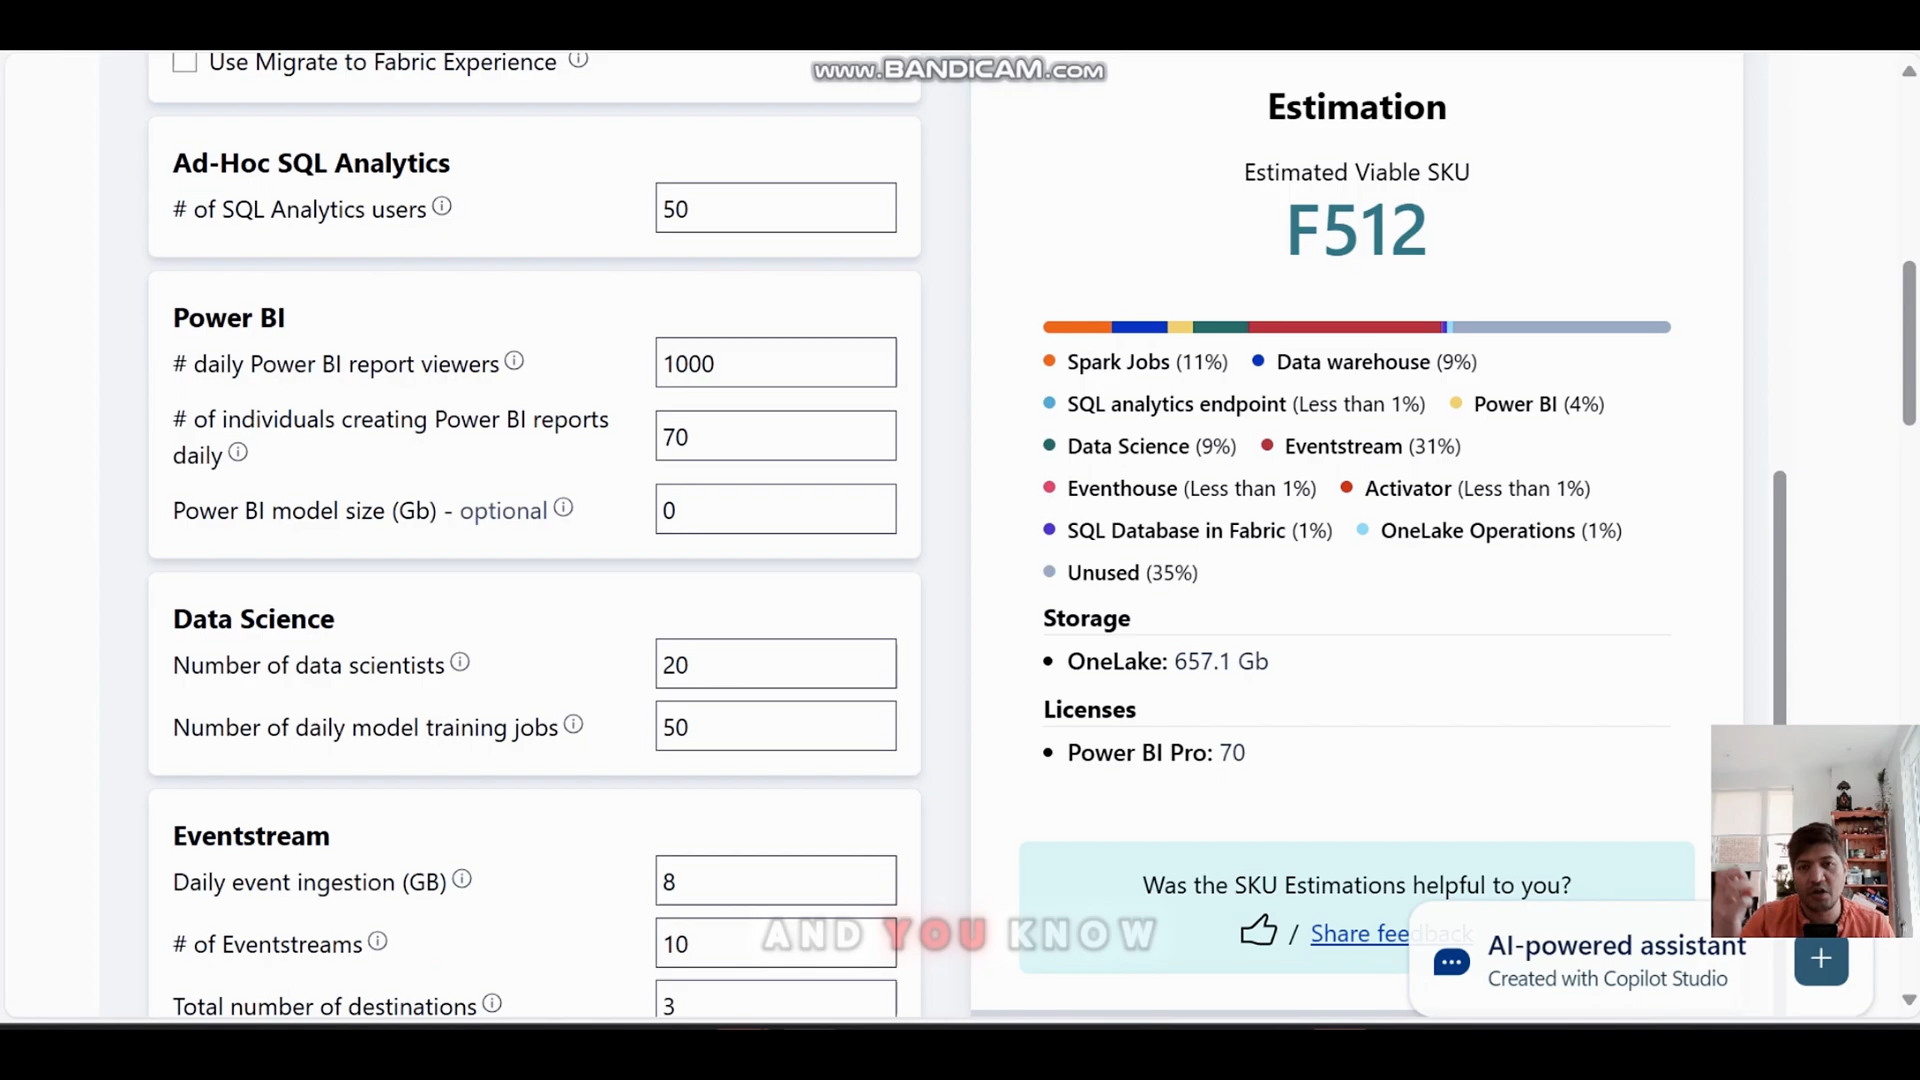 www.BANDICAM.com
Use Migrate to Fabric Experience
Ad-Hoc SQL Analytics
# of SQL Analytics users
50
Power BI
# daily Power BI report viewers
1000
# of individuals creating Power BI reports
daily
70
Power BI model size (Gb) - optional
0
Data Science
Number of data scientists
20
Number of daily model training jobs
50
Eventstream
Daily event ingestion (GB)
8
# of Eventstreams
10
Total number of destinations
3
Estimation
Estimated Viable SKU
F512
Spark Jobs (11%) Data warehouse (9%)
SQL analytics endpoint (Less than 1%) Power BI (4%)
Data Science (9%) Eventstream (31%)
Eventhouse (Less than 1%) Activator (Less than 1%)
SQL Database in Fabric (1%) OneLake Operations (1%)
Unused (35%)
Storage
OneLake: 657.1 Gb
Licenses
Power BI Pro: 70
Was the SKU Estimations helpful to you?
/ Share feedback
AI-powered assistant
Created with Copilot Studio
AND YOU KNOW